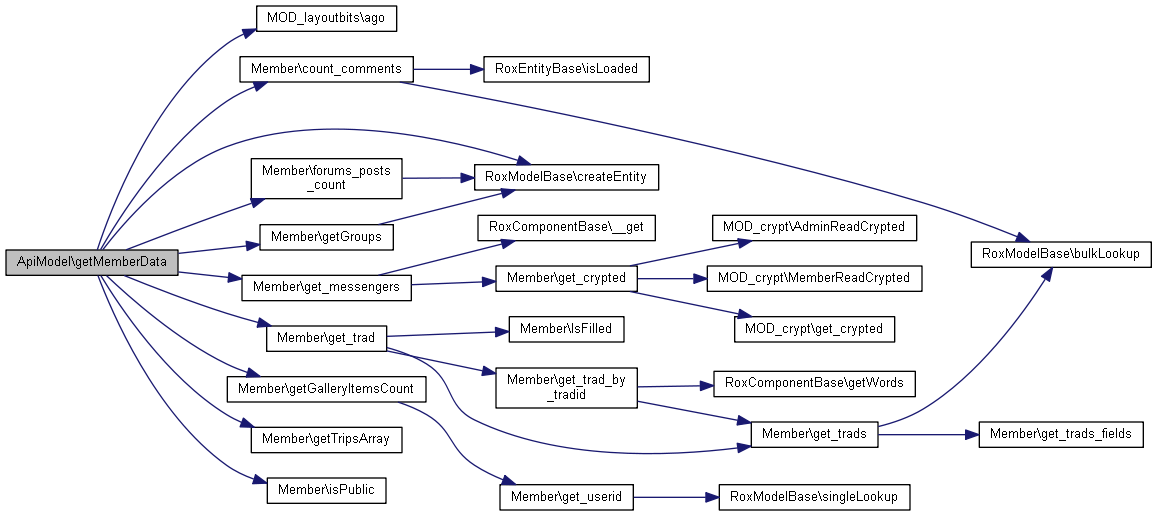 MOD_layoutbits\ago
Member\count_comments
RoxEntityBase\isLoaded
Member\forums_posts
_count
RoxModelBase\createEntity
Member\getGroups
RoxComponentBase\__get
MOD_crypt\AdminReadCrypted
ApiModel\getMemberData
RoxModelBase\bulkLookup
Member\get_messengers
Member\get_crypted
MOD_crypt\MemberReadCrypted
MOD_crypt\get_crypted
Member\get_trad
Member\IsFilled
Member\get_trad_by
_tradid
RoxComponentBase\getWords
Member\getGalleryItemsCount
Member\get_trads
Member\get_trads_fields
Member\getTripsArray
Member\isPublic
Member\get_userid
RoxModelBase\singleLookup